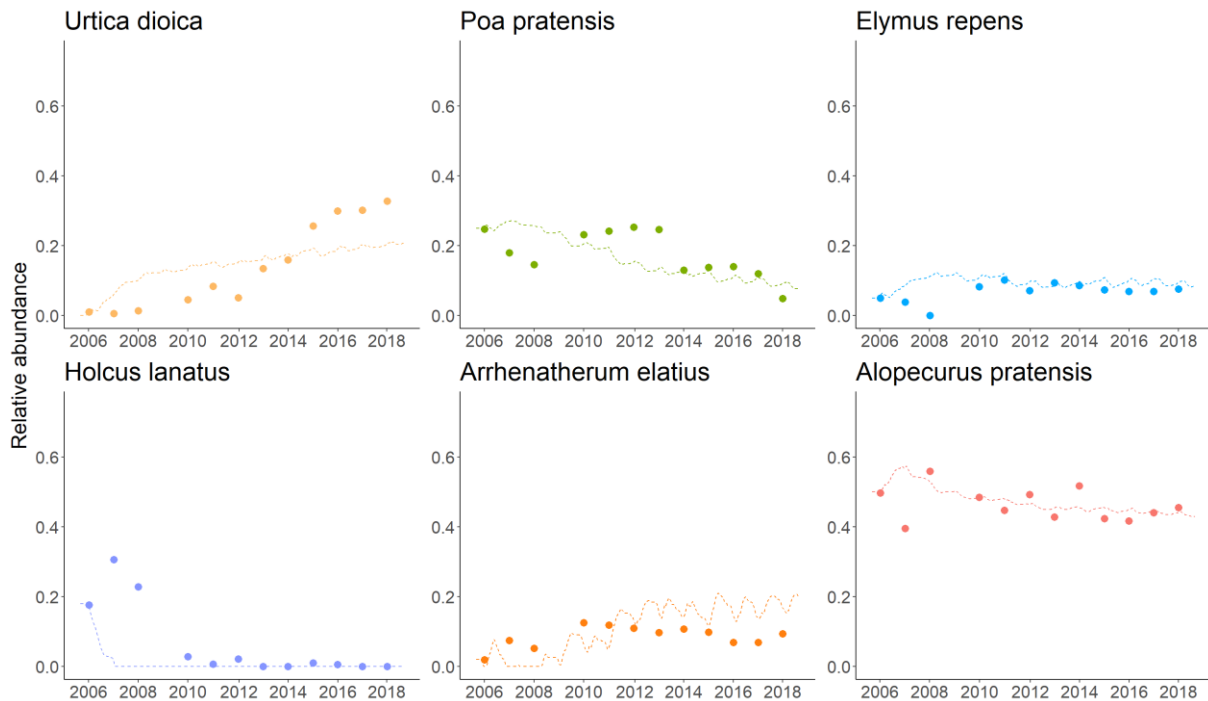 Urtica dioica
Poa pratensis
Elymus repens
0.6
0.4
0.2
0.0
2006 2008 2010 2012 2014 2016 2018
0.6
0.4
0.2
0.0
2006 2008 2010 2012 2014 2016 2018
0.6
0.4
0.2
0.0
2006 2008 2010 2012 2014 2016 2018
Relative abundance
Holcus lanatus
Arrhenatherum elatius
Alopecurus pratensis
0.6
0.4
0.2
0.0
2006 2008 2010 2012 2014 2016 2018
0.6
0.4
0.2
0.0
2006 2008 2010 2012 2014 2016 2018
0.6
0.4
0.2
0.0
2006 2008 2010 2012 2014 2016 2018